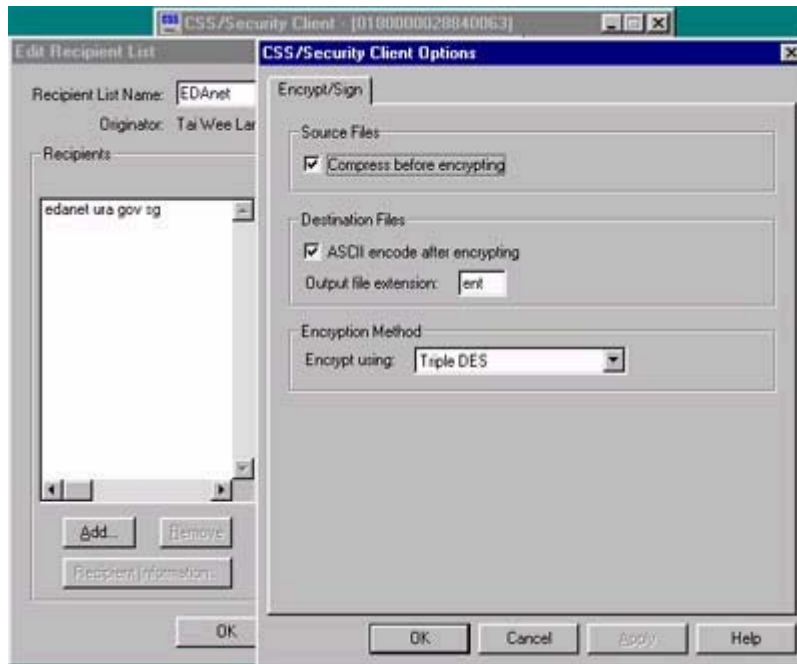 CSS/Security Client - [0180000028840063]
Edit Recipient List
Recipient List Name: EDAnet
Originator: Tai Wee Lar
Recipients
edanet ura gov sg
Add...
Remove
Recipient Information...
OK
CSS/Security Client Options
Encrypt/Sign
Source Files
Compress before encrypting
Destination Files
ASCII encode after encrypting
Output file extension: ent
Encryption Method
Encrypt using: Triple DES
OK
Cancel
Apply
Help